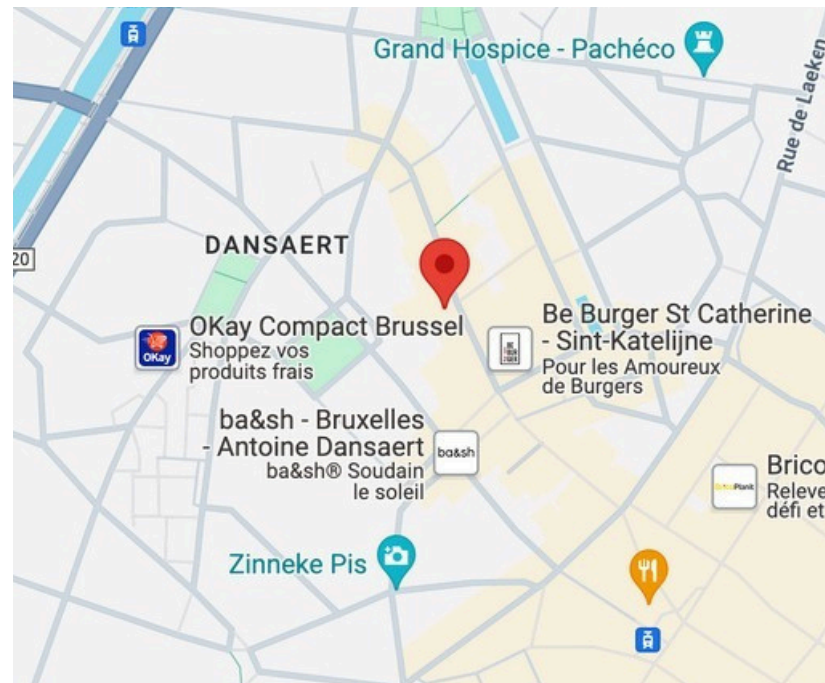 Grand Hospice - Pachéco
Rue de Laeken
DANSAERT
20
OKay Compact Brussel
Shoppez vos
produits frais
OKay
Be Burger St Catherine
- Sint-Katelijne
Pour les Amoureux
de Burgers
ba&sh - Bruxelles
- Antoine Dansaert
ba&sh® Soudain
le soleil
ba&sh
Brico
Releve
défi et
Zinneke Pis